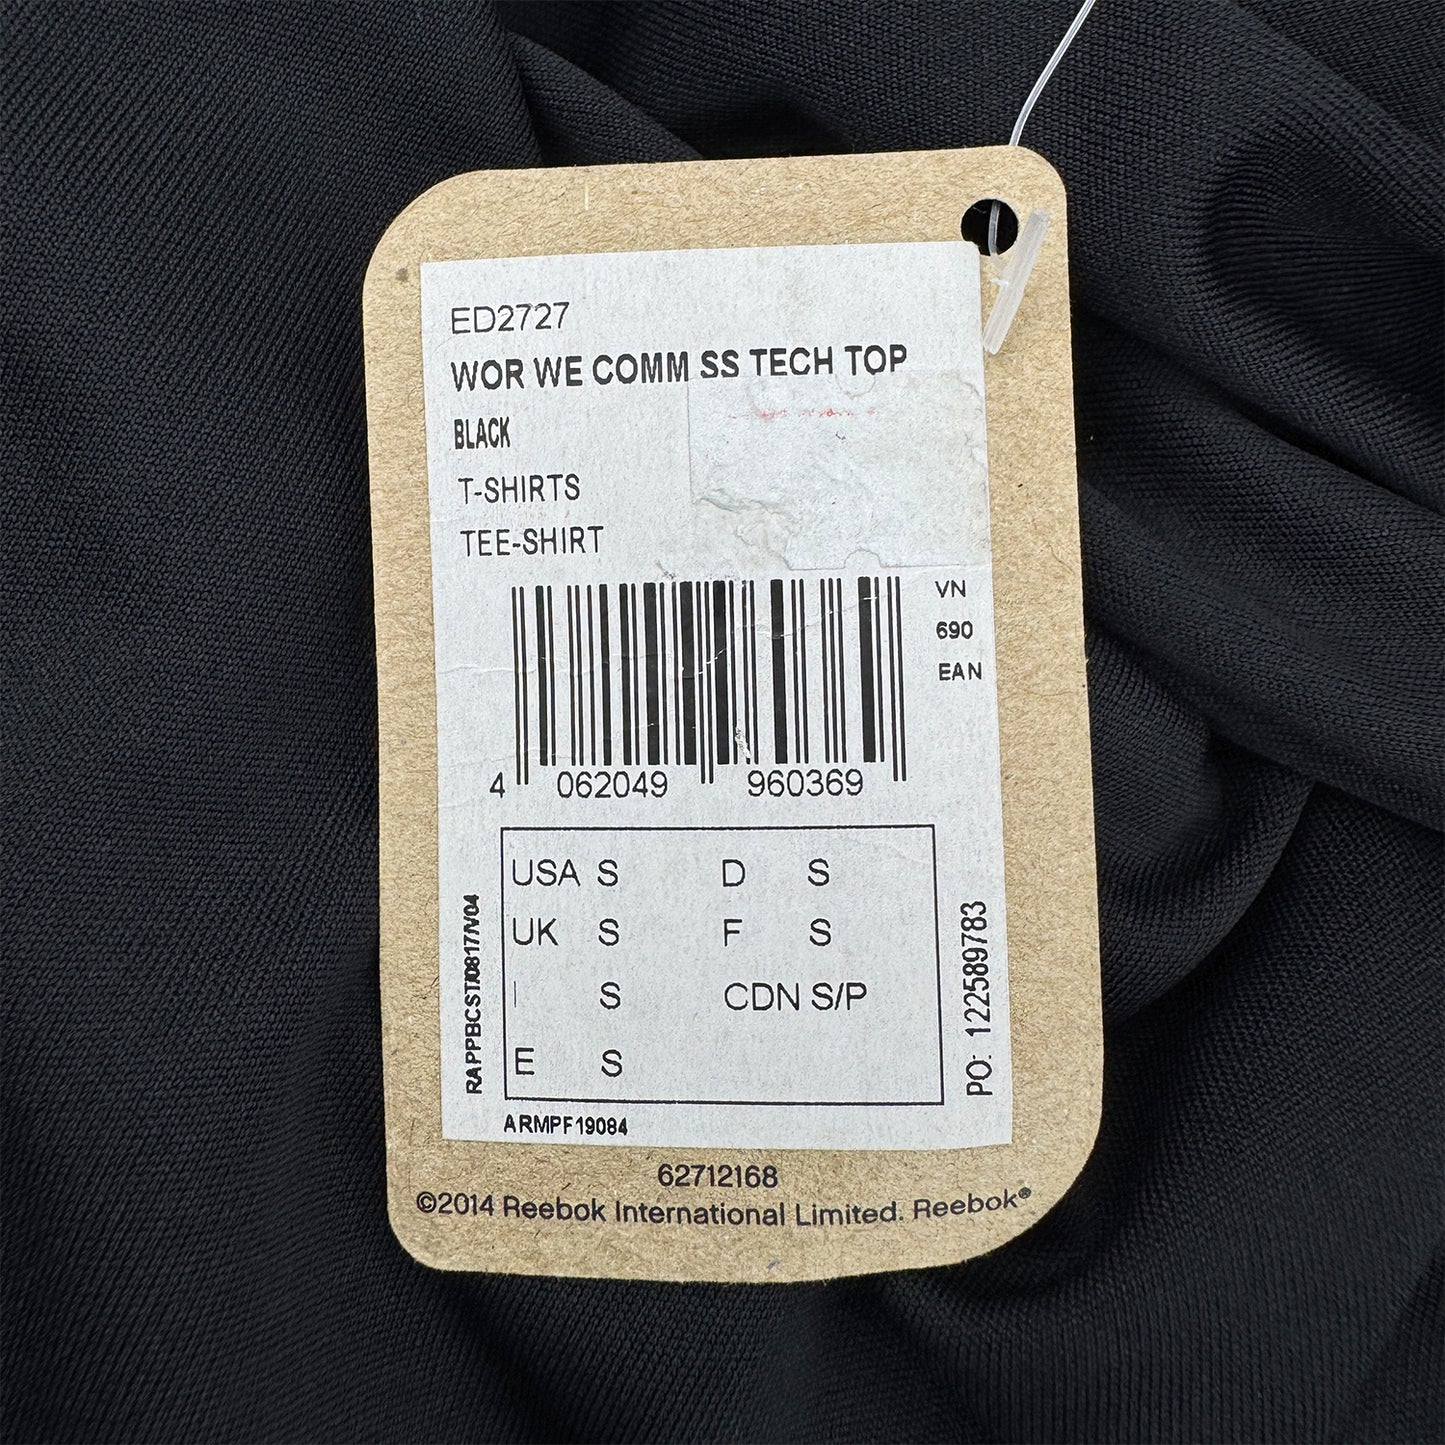 ED2727
WOR WE COMM SS TECH TOP
BLACK
T-SHIRTS
TEE-SHIRT
VN
690
EAN
4 062049 960369
USA S D S
UK S F S
I S CDN S/P
E S
RAPPBCST/0817/V04
PO: 122589783
ARMPF19084
62712168
©2014 Reebok International Limited. Reebok®